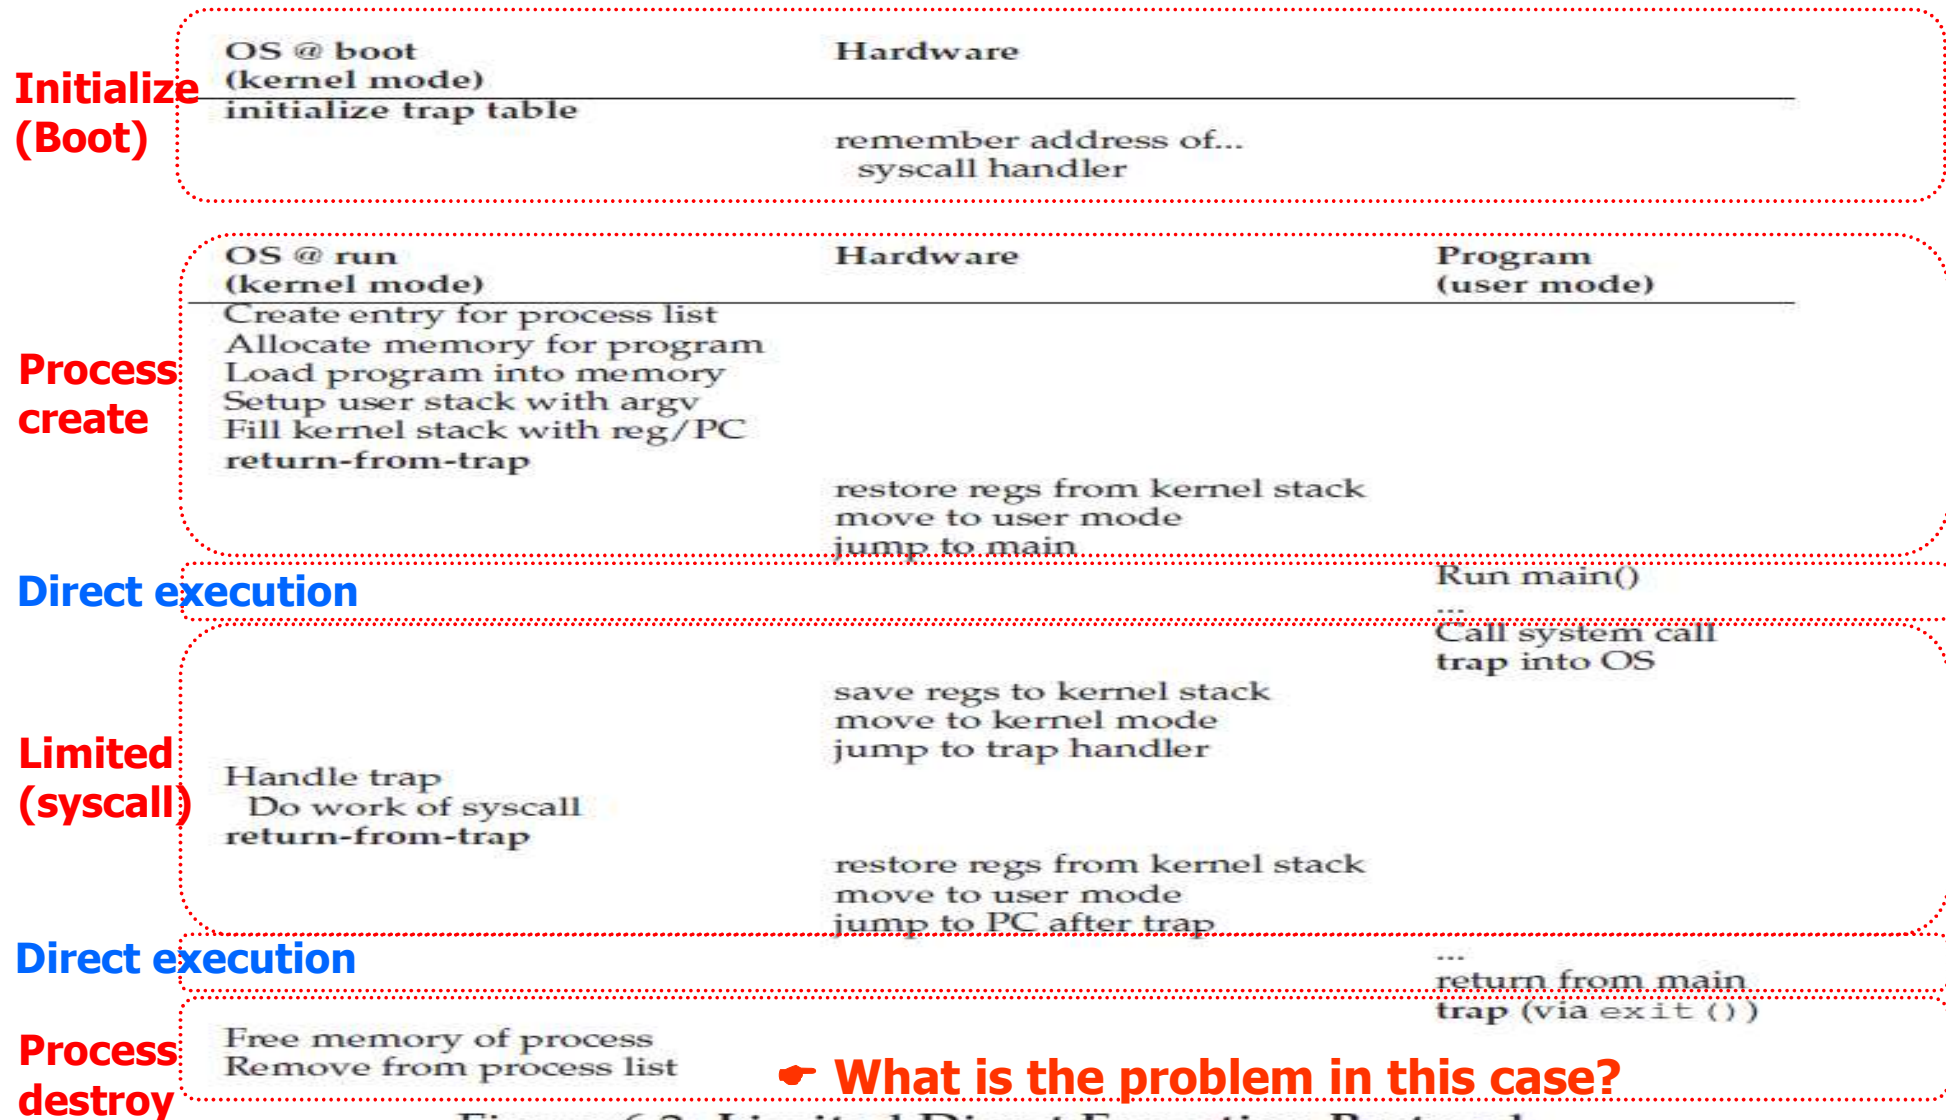 OS @ boot
(kernel mode)
Hardware
Initialize
(Boot)
initialize trap table
remember address of...
syscall handler
OS @ run
(kernel mode)
Hardware
Program
(user mode)
Process
create
Create entry for process list
Allocate memory for program
Load program into memory
Setup user stack with argv
Fill kernel stack with reg/PC
return-from-trap
restore regs from kernel stack
move to user mode
jump to main
Direct execution
Run main()
...
Limited
(syscall)
Call system call
trap into OS
save regs to kernel stack
move to kernel mode
jump to trap handler
Handle trap
Do work of syscall
return-from-trap
restore regs from kernel stack
move to user mode
jump to PC after trap
Direct execution
...
return from main
trap (via exit())
Process
destroy
Free memory of process
Remove from process list
☛ What is the problem in this case?
Limited Direct Execution Protocol